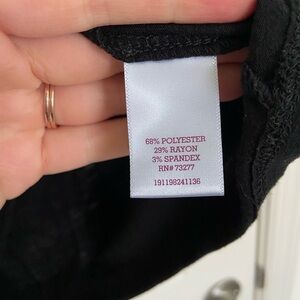 68% POLYESTER
29% RAYON
3% SPANDEX
RN# 73277
191198241136